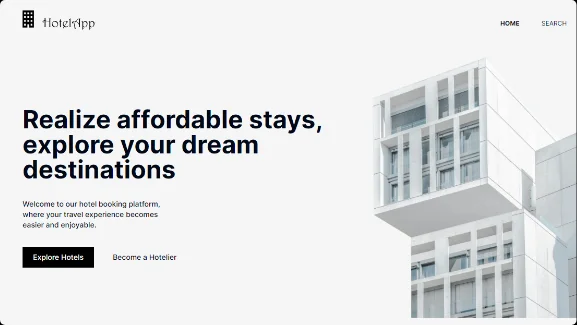 HotelApp
HOME
SEARCH
Realize affordable stays,
explore your dream
destinations
Welcome to our hotel booking platform,
where your travel experience becomes
easier and enjoyable.
Explore Hotels
Become a Hotelier